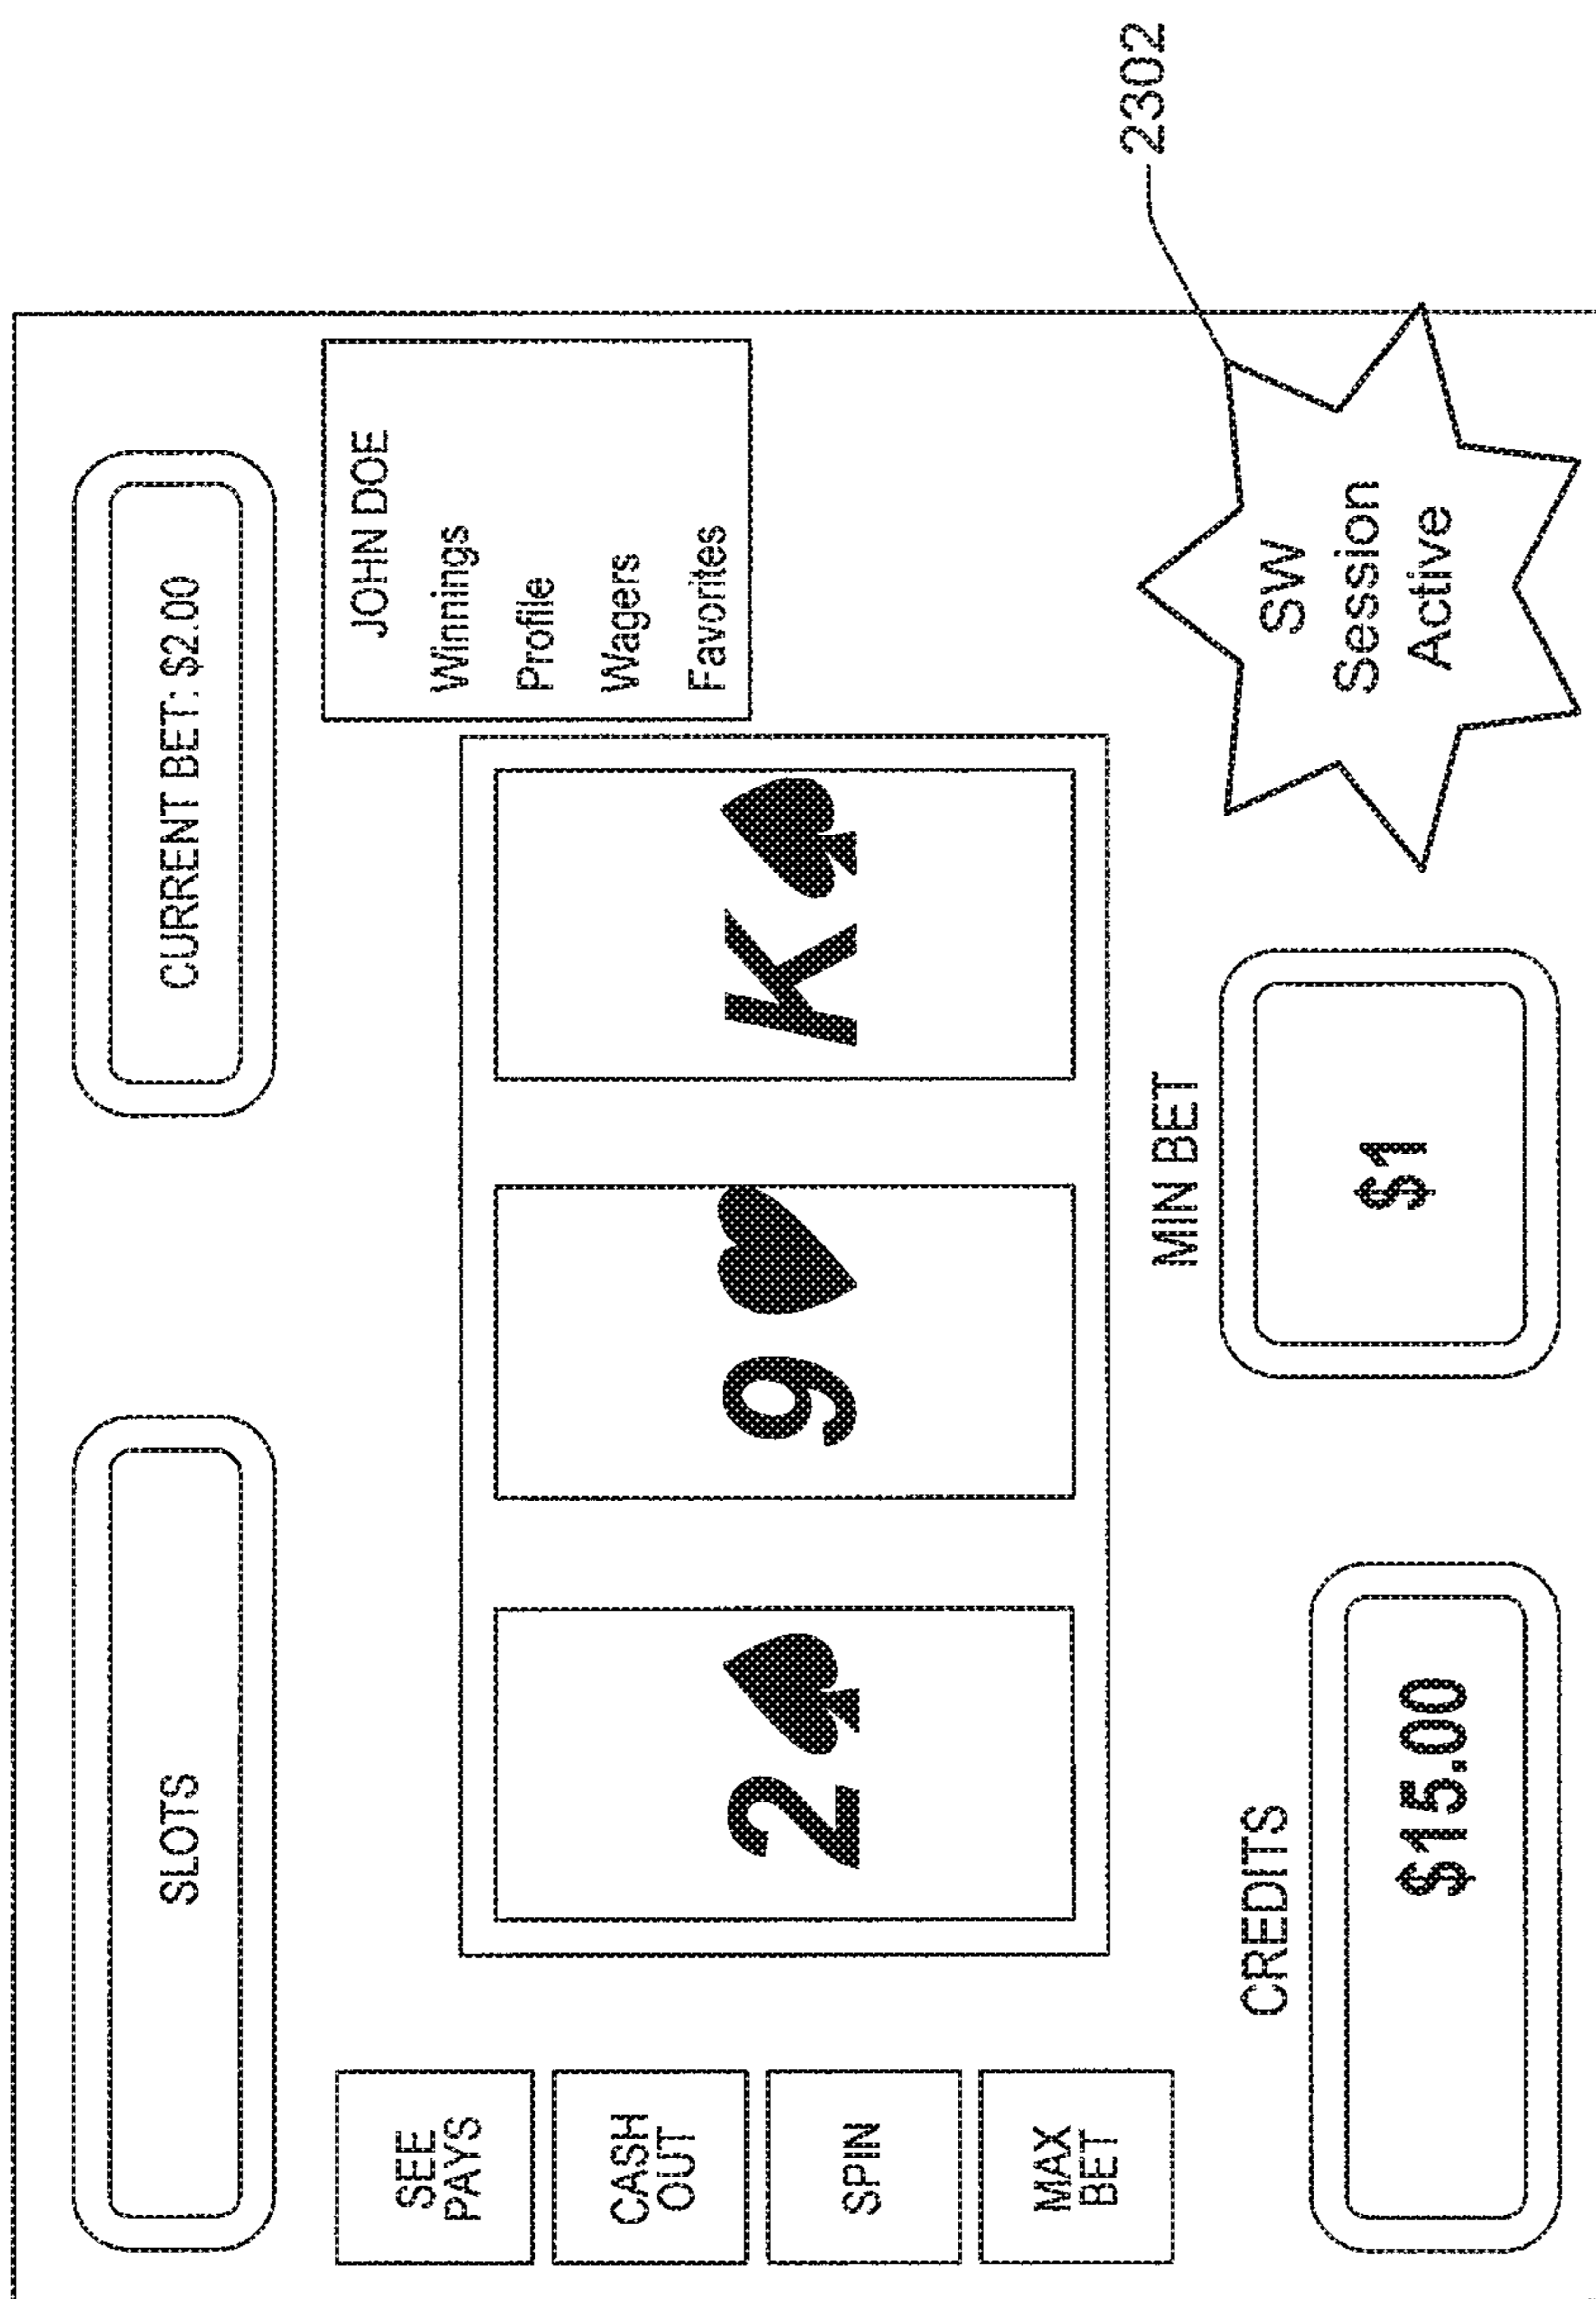 SLOTS
CURRENT BET: $2.00
SEE
PAYS
CASH
OUT
SPIN
MAX
BET
2
9
K
JOHN DOE
Winnings
Profile
Wagers
Favorites
CREDITS
$15.00
MIN BET
$1
SW
Session
Active
2302